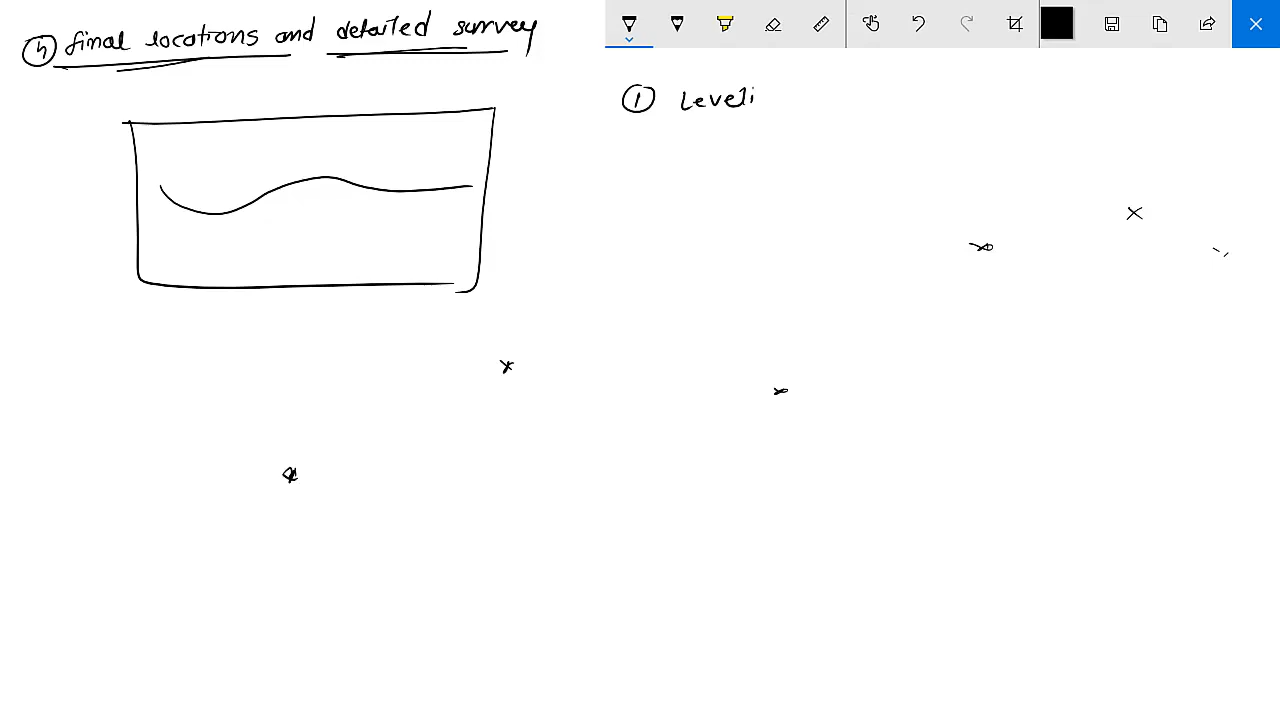 ④ final locations and detailed survey
① Leveli